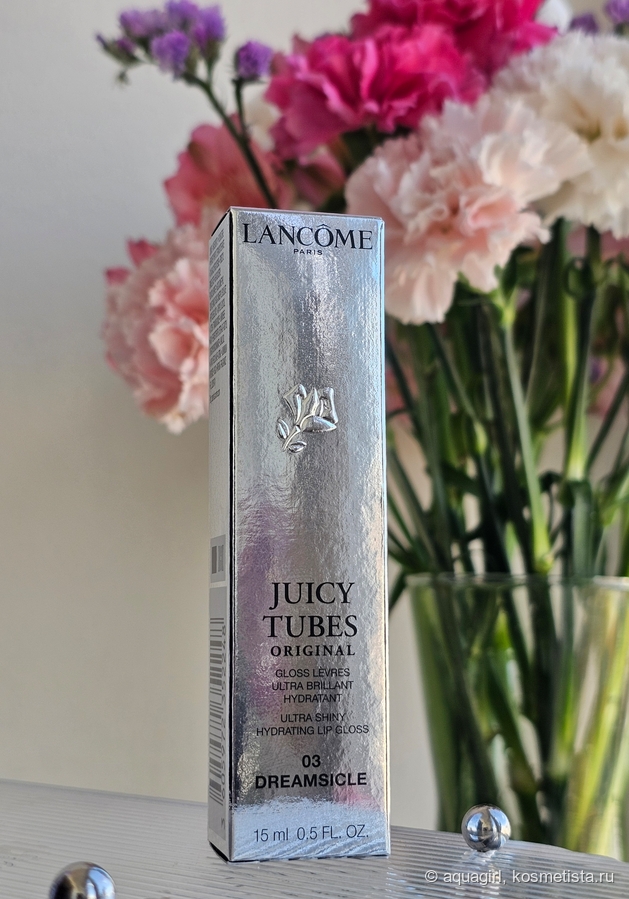 LANCÔME
PARIS
JUICY
TUBES
ORIGINAL
GLOSS LÈVRES
ULTRA BRILLANT
HYDRATANT
ULTRA SHINY
HYDRATING LIP GLOSS
03
DREAMSICLE
15 ml 0.5 FL. OZ.
© aquagirl, kosmetista.ru